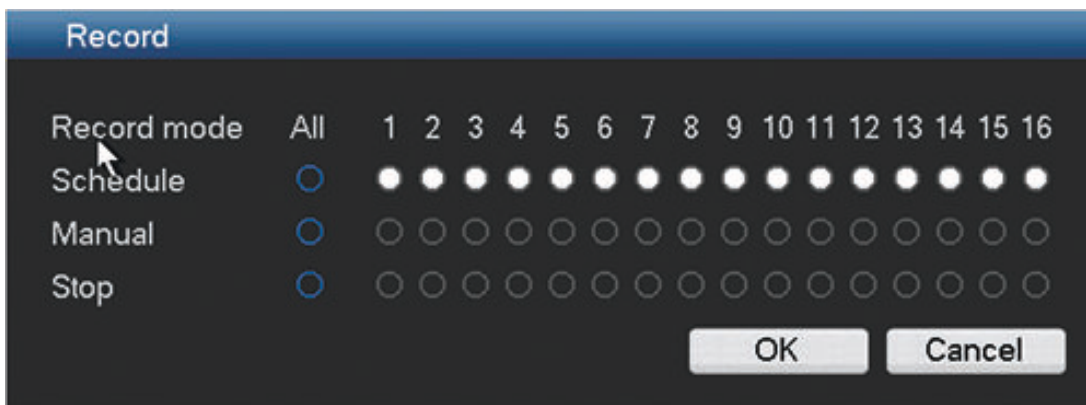 Record
Record mode All 1 2 3 4 5 6 7 8 9 10 11 12 13 14 15 16
Schedule
Manual
Stop
OK Cancel